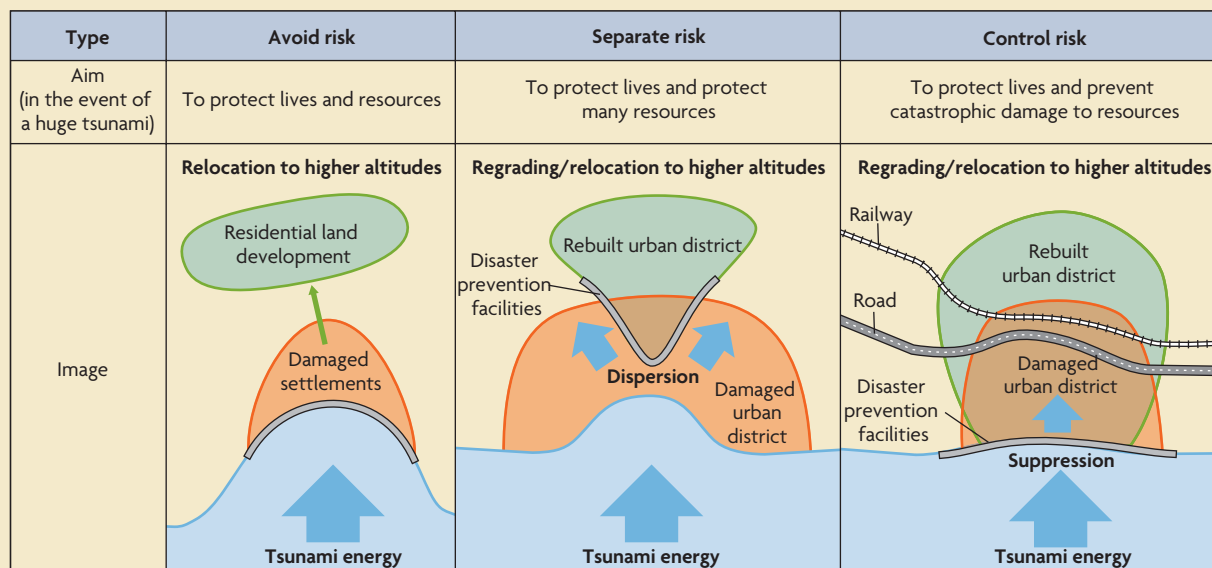 Type
Avoid risk
Separate risk
Control risk
Aim
(in the event of
a huge tsunami)
To protect lives and resources
To protect lives and protect
many resources
To protect lives and prevent
catastrophic damage to resources
Image
Relocation to higher altitudes
Residential land
development
Damaged
settlements
Tsunami energy
Regrading/relocation to higher altitudes
Rebuilt urban district
Disaster
prevention
facilities
Dispersion
Damaged
urban
district
Tsunami energy
Regrading/relocation to higher altitudes
Railway
Rebuilt
urban district
Road
Damaged
urban district
Disaster
prevention
facilities
Suppression
Tsunami energy